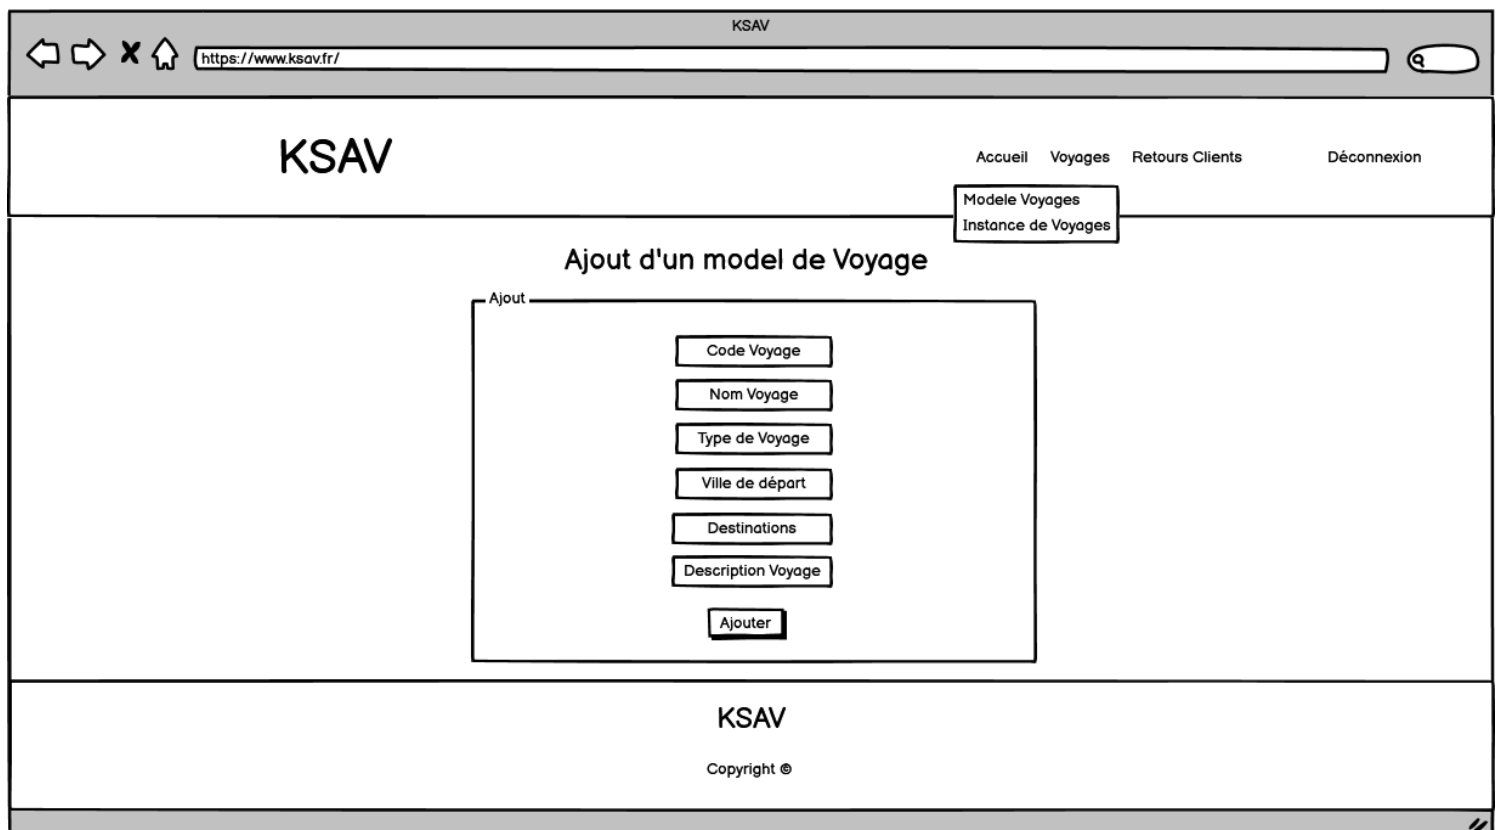 KSAV
https://www.ksav.fr/
KSAV
Accueil Voyages Retours Clients Déconnexion
Modele Voyages
Instance de Voyages
Ajout d'un model de Voyage
Ajout
Code Voyage
Nom Voyage
Type de Voyage
Ville de départ
Destinations
Description Voyage
Ajouter
KSAV
Copyright ©